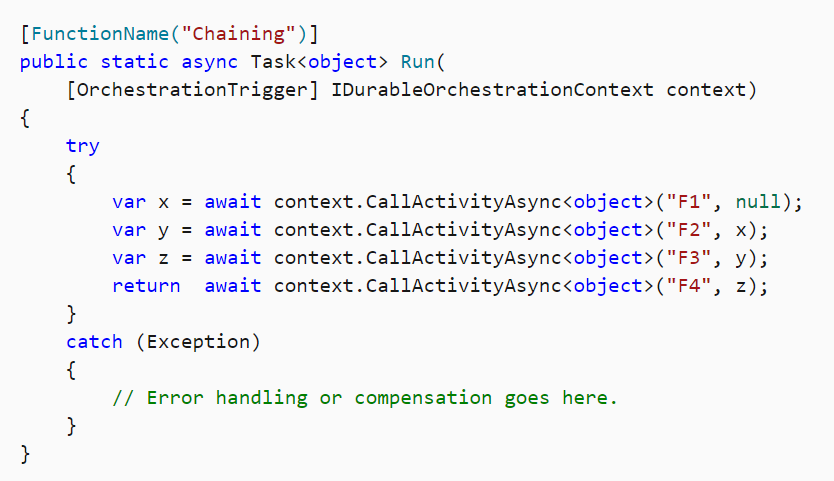 [FunctionName("Chaining")]
public static async Task<object> Run(
    [OrchestrationTrigger] IDurableOrchestrationContext context)
{
    try
    {
        var x = await context.CallActivityAsync<object>("F1", null);
        var y = await context.CallActivityAsync<object>("F2", x);
        var z = await context.CallActivityAsync<object>("F3", y);
        return  await context.CallActivityAsync<object>("F4", z);
    }
    catch (Exception)
    {
        // Error handling or compensation goes here.
    }
}